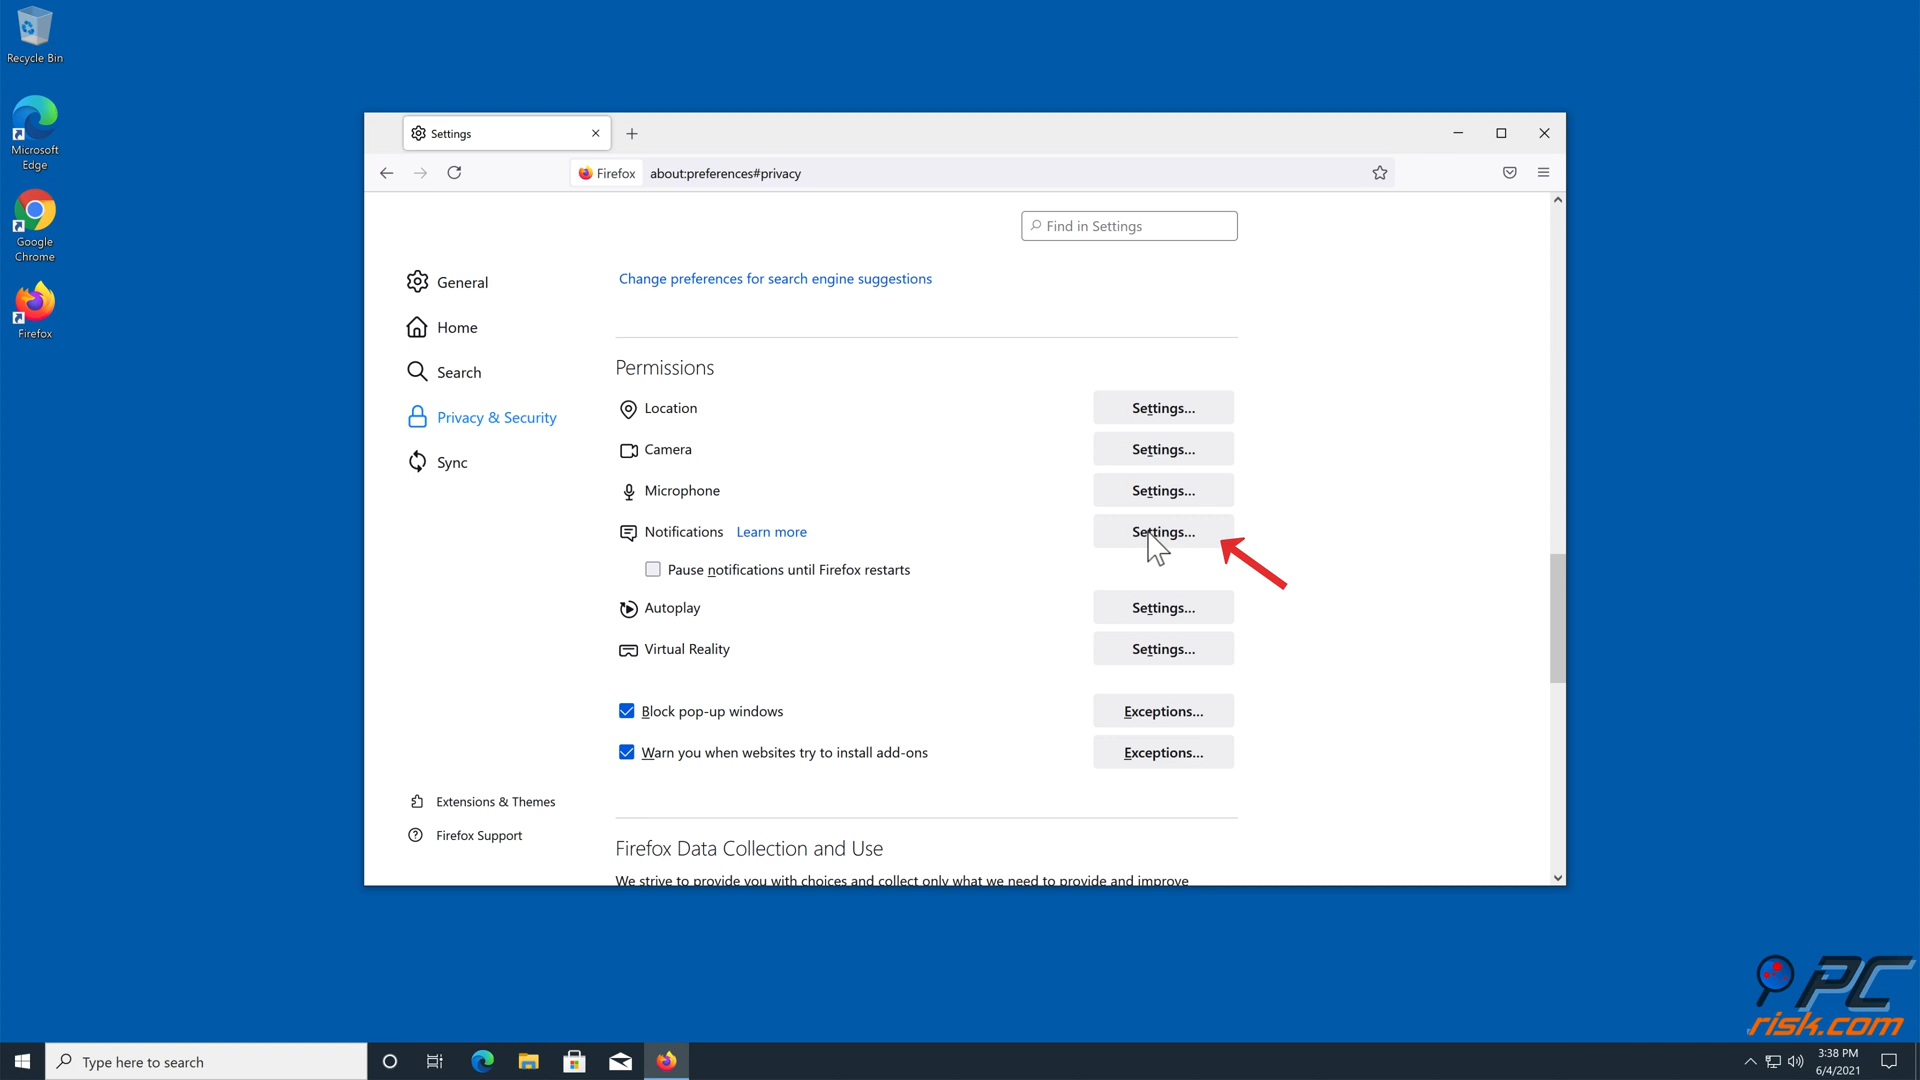 Recycle Bin
Microsoft
Edge
Google
Chrome
Firefox
Settings
Firefox
about:preferences#privacy
Find in Settings
General
Home
Search
Privacy & Security
Sync
Extensions & Themes
Firefox Support
Change preferences for search engine suggestions
Permissions
Location Settings...
Camera Settings...
Microphone Settings...
Notifications Learn more Settings...
Pause notifications until Firefox restarts
Autoplay Settings...
Virtual Reality Settings...
Block pop-up windows Exceptions...
Warn you when websites try to install add-ons Exceptions...
Firefox Data Collection and Use
We strive to provide you with choices and collect only what we need to provide and improve
PC
risk.com
Type here to search
3:38 PM
6/4/2021